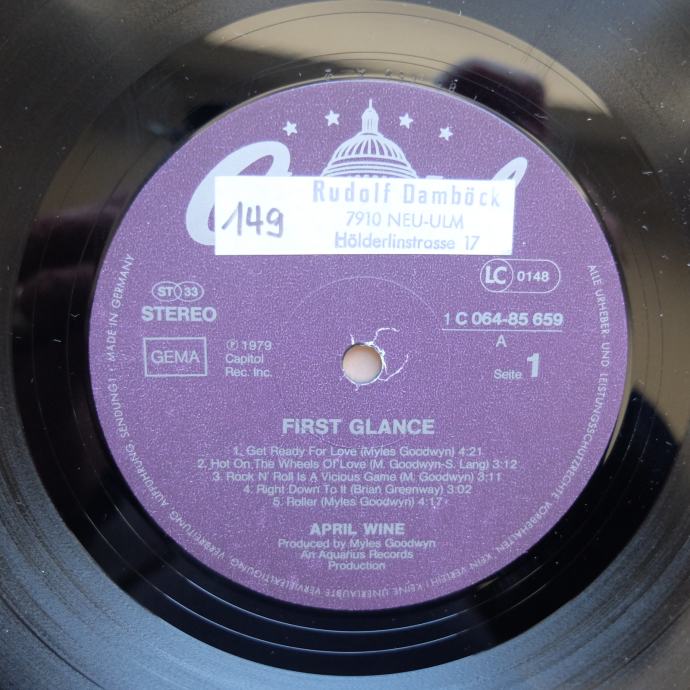 Rudolf Damböck
149
7910 NEU-ULM
Hölderlinstrasse 17
LC 0148
ST 33
STEREO
1 C 064-85 659
A
GEMA
℗ 1979
Capitol
Rec. Inc.
Seite 1
FIRST GLANCE
1. Get Ready For Love (Myles Goodwyn) 4:21
2. Hot On The Wheels Of Love (M. Goodwyn-S. Lang) 3:12
3. Rock N' Roll Is A Vicious Game (M. Goodwyn) 3:11
4. Right Down To It (Brian Greenway) 3:02
5. Roller (Myles Goodwyn) 4:17
APRIL WINE
Produced by Myles Goodwyn
An Aquarius Records
Production
ALLE URHEBER- UND LEISTUNGSSCHUTZRECHTE VORBEHALTEN. KEIN VERLEIH! KEINE UNERLAUBTE VERVIELFÄLTIGUNG, VERBREITUNG, AUFFÜHRUNG, SENDUNG! • MADE IN GERMANY